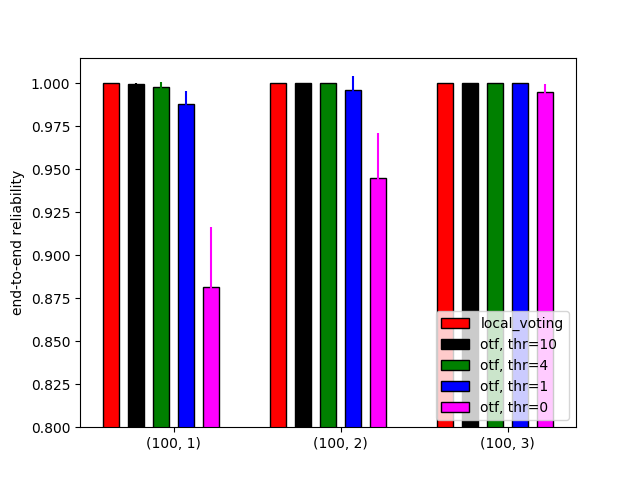 1.000
0.975
0.950
0.925
0.900
0.875
0.850
0.825
0.800
end-to-end reliability
(100, 1)
(100, 2)
(100, 3)
local_voting
otf, thr=10
otf, thr=4
otf, thr=1
otf, thr=0